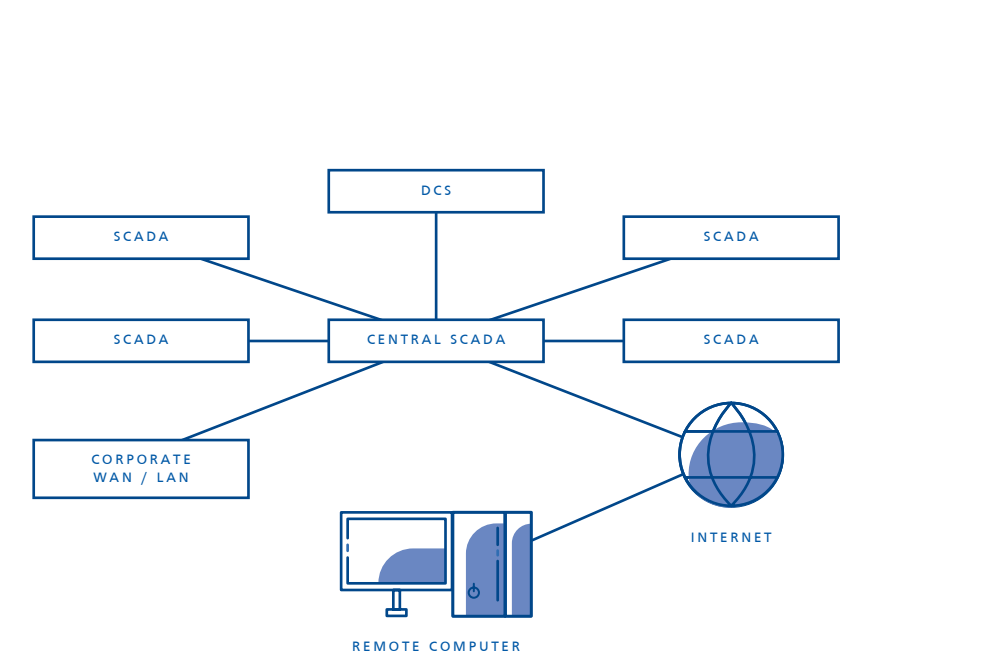 DCS
SCADA
SCADA
SCADA
CENTRAL SCADA
SCADA
CORPORATE
WAN / LAN
INTERNET
REMOTE COMPUTER